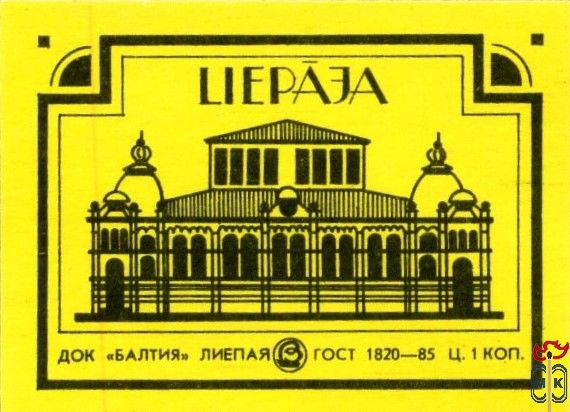 LIEPĀJA
ДОК «БАЛТИЯ» ЛИЕПАЯ ГОСТ 1820—85 Ц. 1 КОП.
М К